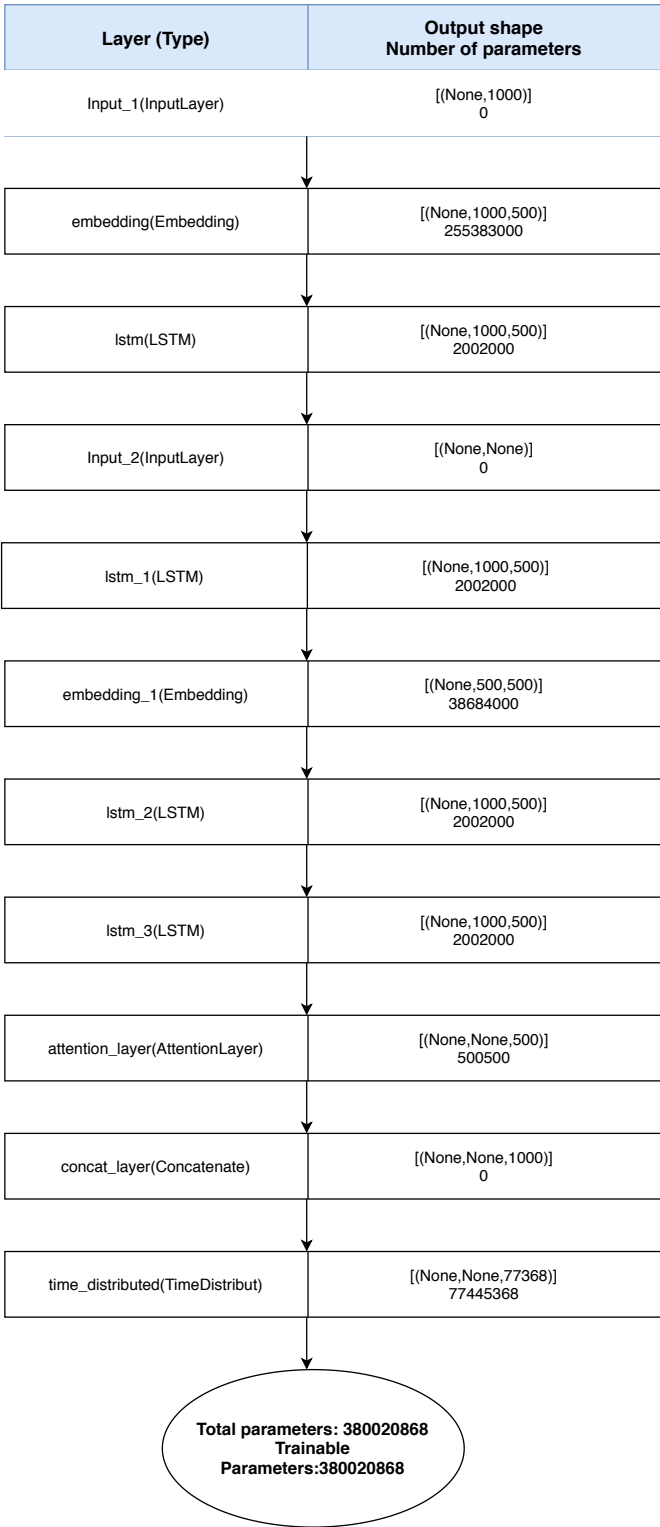 Layer (Type)
Output shape
Number of parameters
Input_1(InputLayer)
[(None,1000)]
0
embedding(Embedding)
[(None,1000,500)]
255383000
lstm(LSTM)
[(None,1000,500)]
2002000
Input_2(InputLayer)
[(None,None)]
0
lstm_1(LSTM)
[(None,1000,500)]
2002000
embedding_1(Embedding)
[(None,500,500)]
38684000
lstm_2(LSTM)
[(None,1000,500)]
2002000
lstm_3(LSTM)
[(None,1000,500)]
2002000
attention_layer(AttentionLayer)
[(None,None,500)]
500500
concat_layer(Concatenate)
[(None,None,1000)]
0
time_distributed(TimeDistribut)
[(None,None,77368)]
77445368
Total parameters: 380020868
Trainable
Parameters:380020868